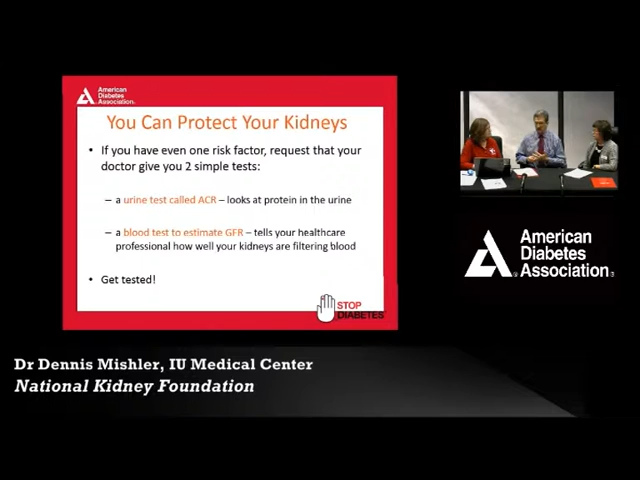 American
Diabetes
Association.
You Can Protect Your Kidneys
• If you have even one risk factor, request that your
doctor give you 2 simple tests:
– a urine test called ACR – looks at protein in the urine
– a blood test to estimate GFR – tells your healthcare
professional how well your kidneys are filtering blood
• Get tested!
STOP
DIABETES
American
Diabetes
Association®
Dr Dennis Mishler, IU Medical Center
National Kidney Foundation